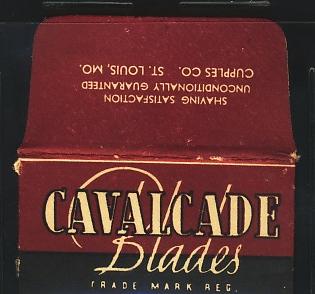 CUPPLES CO. ST. LOUIS, MO.
UNCONDITIONALLY GUARANTEED
SHAVING SATISFACTION
CAVALCADE
Blades
TRADE MARK REG.